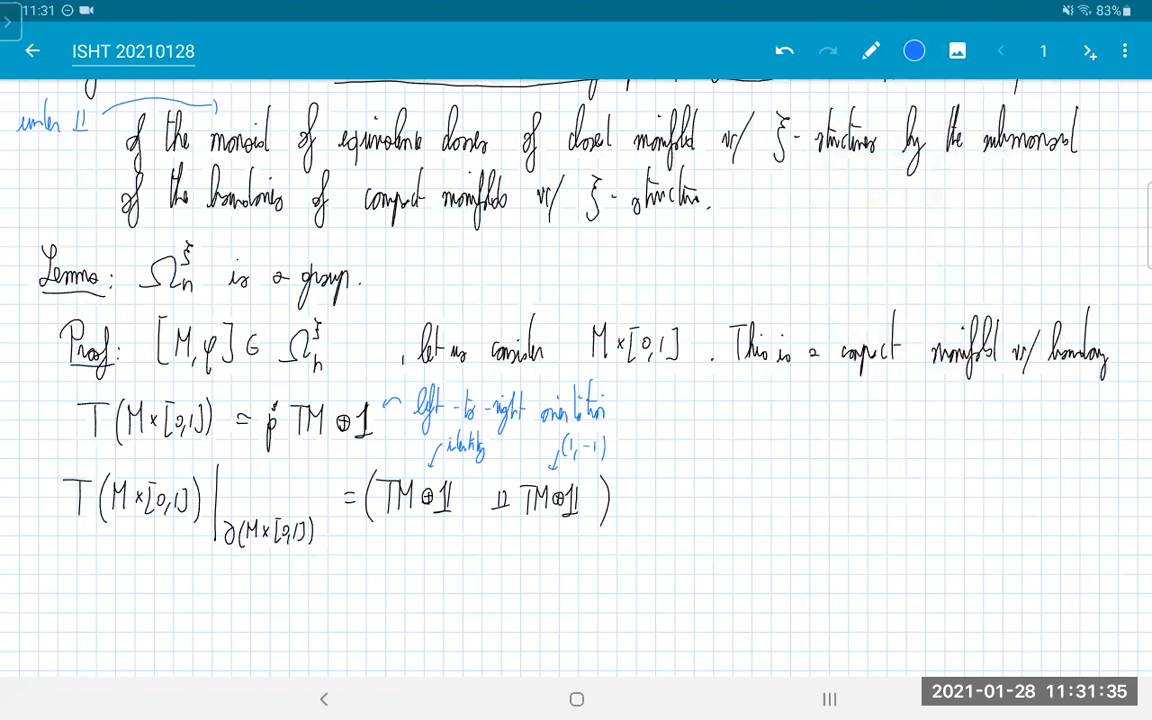 11:31
83%
ISHT 20210128
1
under ⊔
of the monoid of equivalence classes of closed manifold w/ ξ-structures by the submonoid
of the boundaries of compact manifolds w/ ξ-structure.
Lemma: Ω_n^ξ is a group.
Proof: [M, φ] ∈ Ω_n^ξ , let us consider M×[0,1]. This is a compact manifold w/ boundary
T(M×[0,1]) = p* TM ⊕ 1 left-to-right orientation
identity (1,-1)
T(M×[0,1])|_∂(M×[0,1]) = (TM⊕1 ⊔ TM⊕1)
2021-01-28 11:31:35